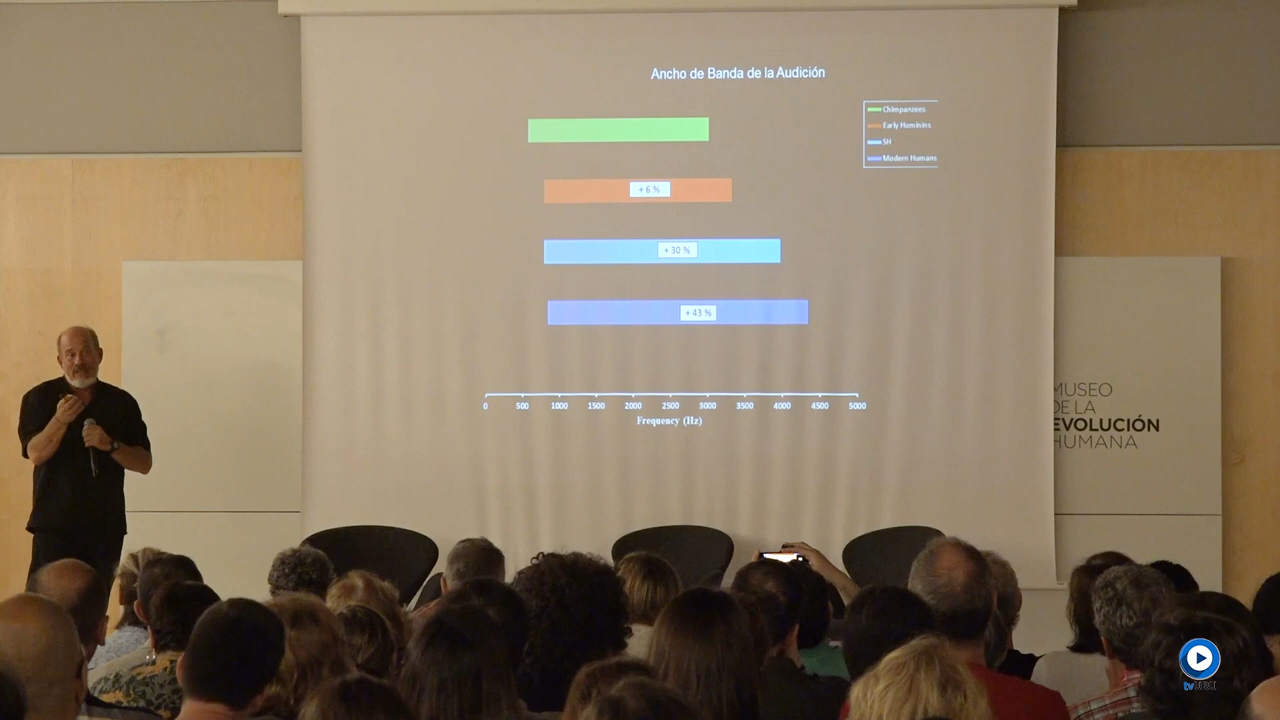 Ancho de Banda de la Audición
Chimpanzees
Early Hominins
SH
Modern Humans
+ 6 %
+ 30 %
+ 43 %
0 500 1000 1500 2000 2500 3000 3500 4000 4500 5000
Frequency (Hz)
MUSEO
DE LA
EVOLUCIÓN
HUMANA
tv